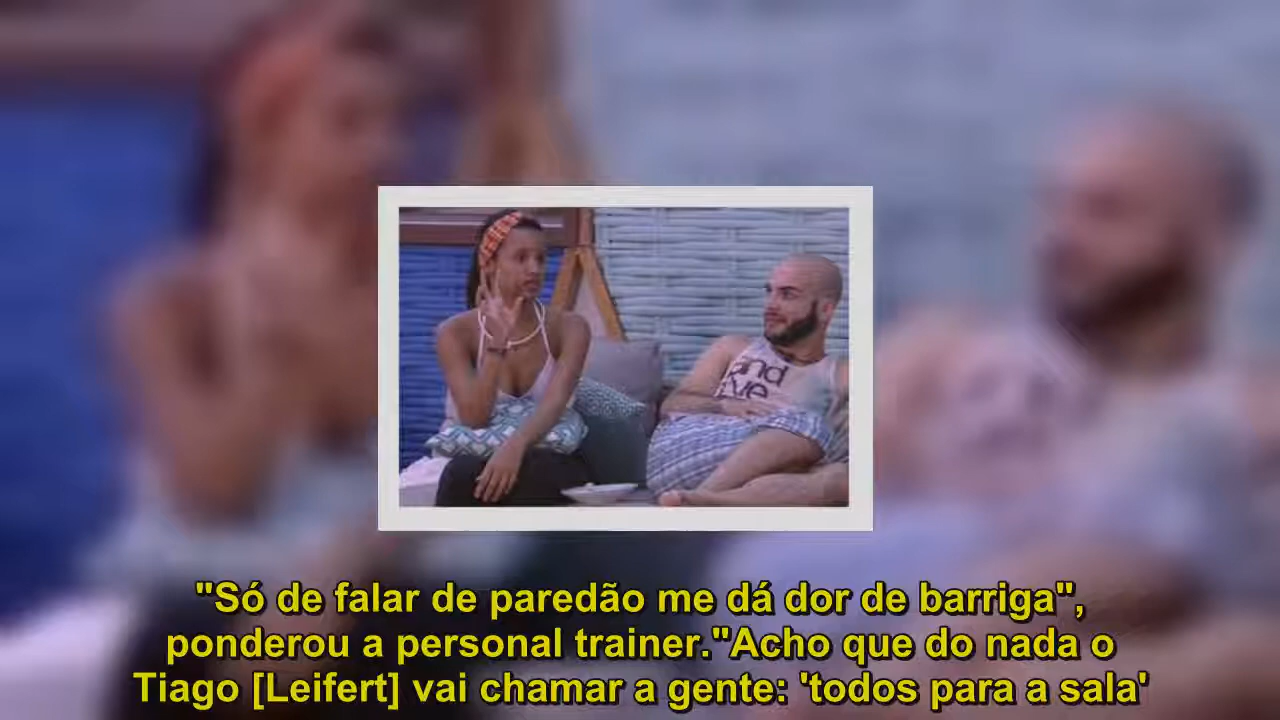 and
"Só de falar de paredão me dá dor de barriga",
ponderou a personal trainer."Acho que do nada o
Tiago [Leifert] vai chamar a gente: 'todos para a sala'